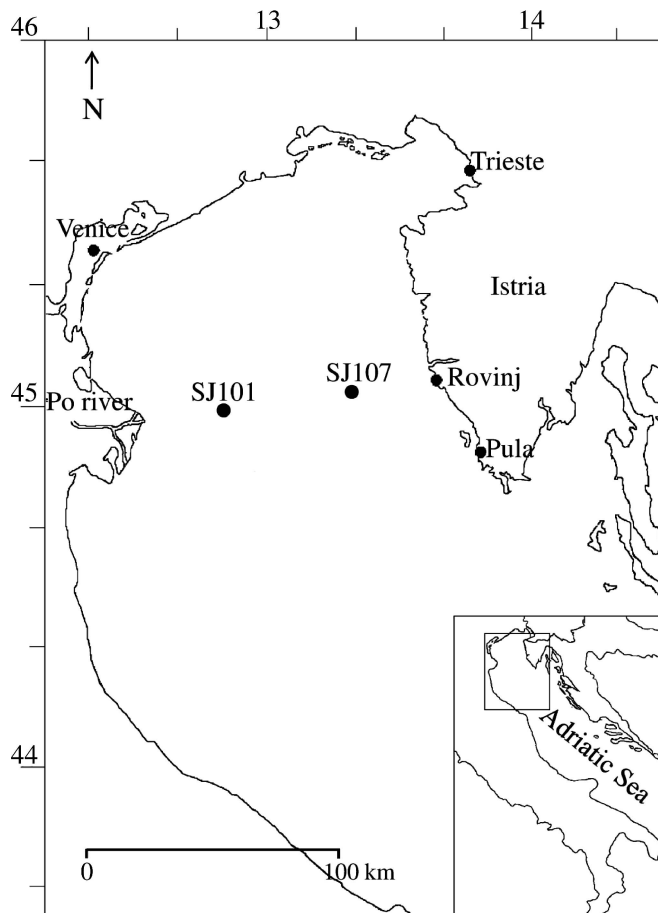 46
13
14
N
Trieste
Venice
Istria
SJ107
Rovinj
SJ101
45
Po river
Pula
Adriatic Sea
44
0
100 km